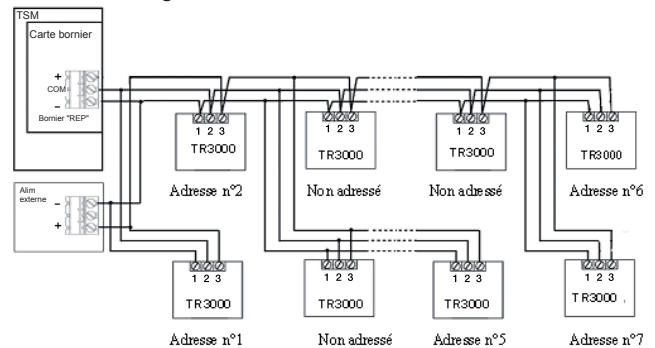 TSM
Carte bornier
+
COM
-
Bornier "REP"
1 2 3
TR3000
Adresse n°2
1 2 3
TR3000
Non adressé
1 2 3
TR3000
Non adressé
1 2 3
TR3000
Adresse n°6
Alim
externe
-
+
1 2 3
TR3000
Adresse n°1
1 2 3
TR3000
Non adressé
1 2 3
TR3000
Adresse n°5
1 2 3
TR3000
Adresse n°7